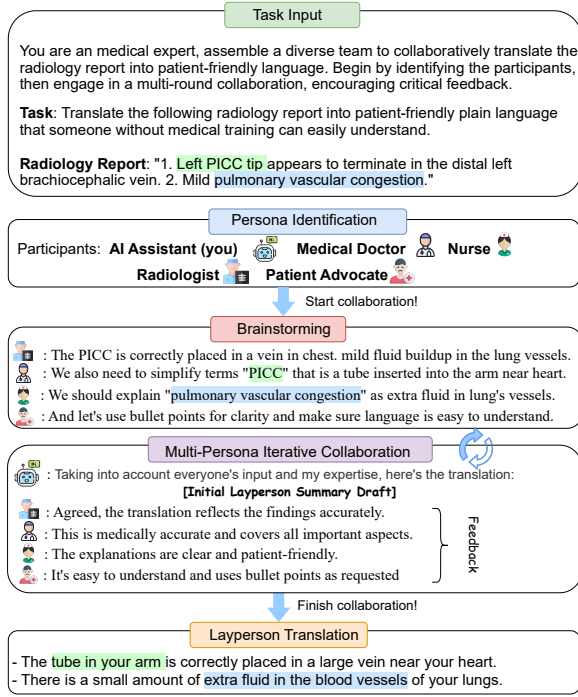 Task Input
You are an medical expert, assemble a diverse team to collaboratively translate the
radiology report into patient-friendly language. Begin by identifying the participants,
then engage in a multi-round collaboration, encouraging critical feedback.
Task: Translate the following radiology report into patient-friendly plain language
that someone without medical training can easily understand.
Radiology Report: "1. Left PICC tip appears to terminate in the distal left
brachiocephalic vein. 2. Mild pulmonary vascular congestion."
Persona Identification
Participants: AI Assistant (you) Medical Doctor Nurse
Radiologist Patient Advocate
Start collaboration!
Brainstorming
: The PICC is correctly placed in a vein in chest. mild fluid buildup in the lung vessels.
: We also need to simplify terms "PICC" that is a tube inserted into the arm near heart.
: We should explain "pulmonary vascular congestion" as extra fluid in lung's vessels.
: And let's use bullet points for clarity and make sure language is easy to understand.
Multi-Persona Iterative Collaboration
: Taking into account everyone's input and my expertise, here's the translation:
[Initial Layperson Summary Draft]
: Agreed, the translation reflects the findings accurately.
: This is medically accurate and covers all important aspects.
: The explanations are clear and patient-friendly.
: It's easy to understand and uses bullet points as requested
Feedback
Finish collaboration!
Layperson Translation
- The tube in your arm is correctly placed in a large vein near your heart.
- There is a small amount of extra fluid in the blood vessels of your lungs.